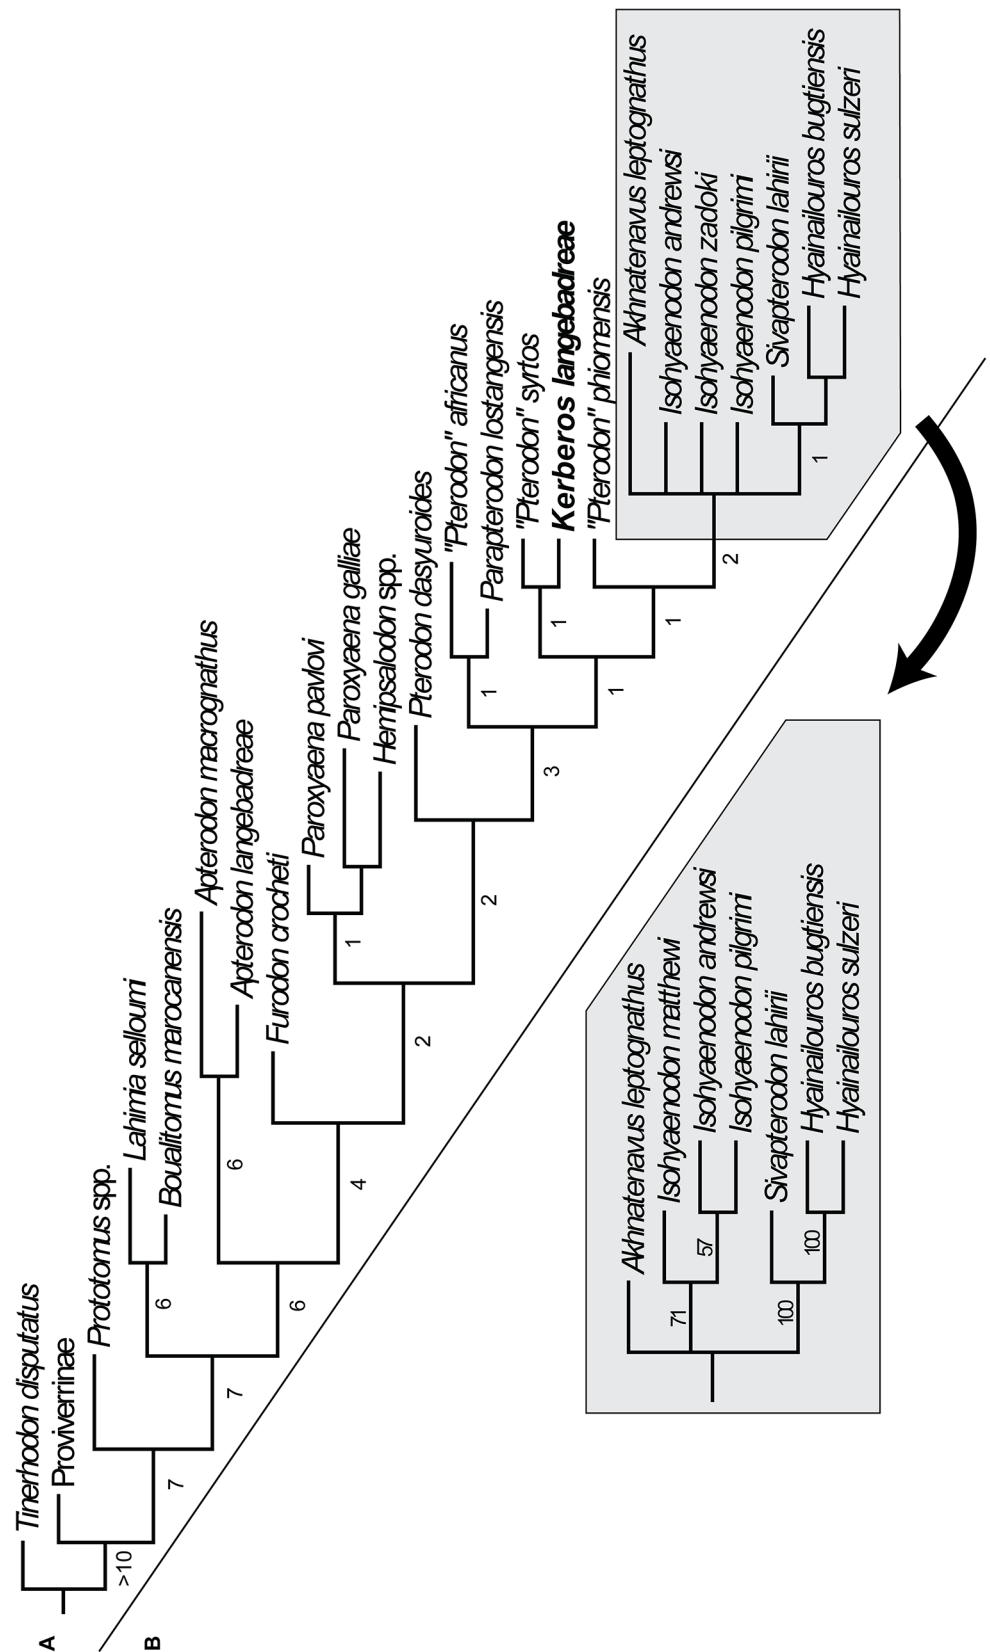 A
Tinerhodon disputatus
Proviverrinae
>10
Prototomus spp.
7
Lahimia selloumi
Boualitomus marocanensis
6
7
Apterodon macrognathus
Apterodon langebadreae
6
6
Furodon crocheti
4
Paroxyaena pavlovi
Paroxyaena galliae
Hemipsalodon spp.
1
2
Pterodon dasyuroides
2
"Pterodon" africanus
Parapterodon lostangensis
1
3
"Pterodon" syrtos
Kerberos langebadreae
1
1
"Pterodon" phiomensis
1
Akhnatenavus leptognathus
Isohyaenodon andrewsi
Isohyaenodon zadoki
Isohyaenodon pilgrimi
Sivapterodon lahirii
Hyainailouros bugtiensis
Hyainailouros sulzeri
2
1
B
Akhnatenavus leptognathus
Isohyaenodon matthewi
Isohyaenodon andrewsi
Isohyaenodon pilgrimi
Sivapterodon lahirii
Hyainailouros bugtiensis
Hyainailouros sulzeri
71
57
100
100